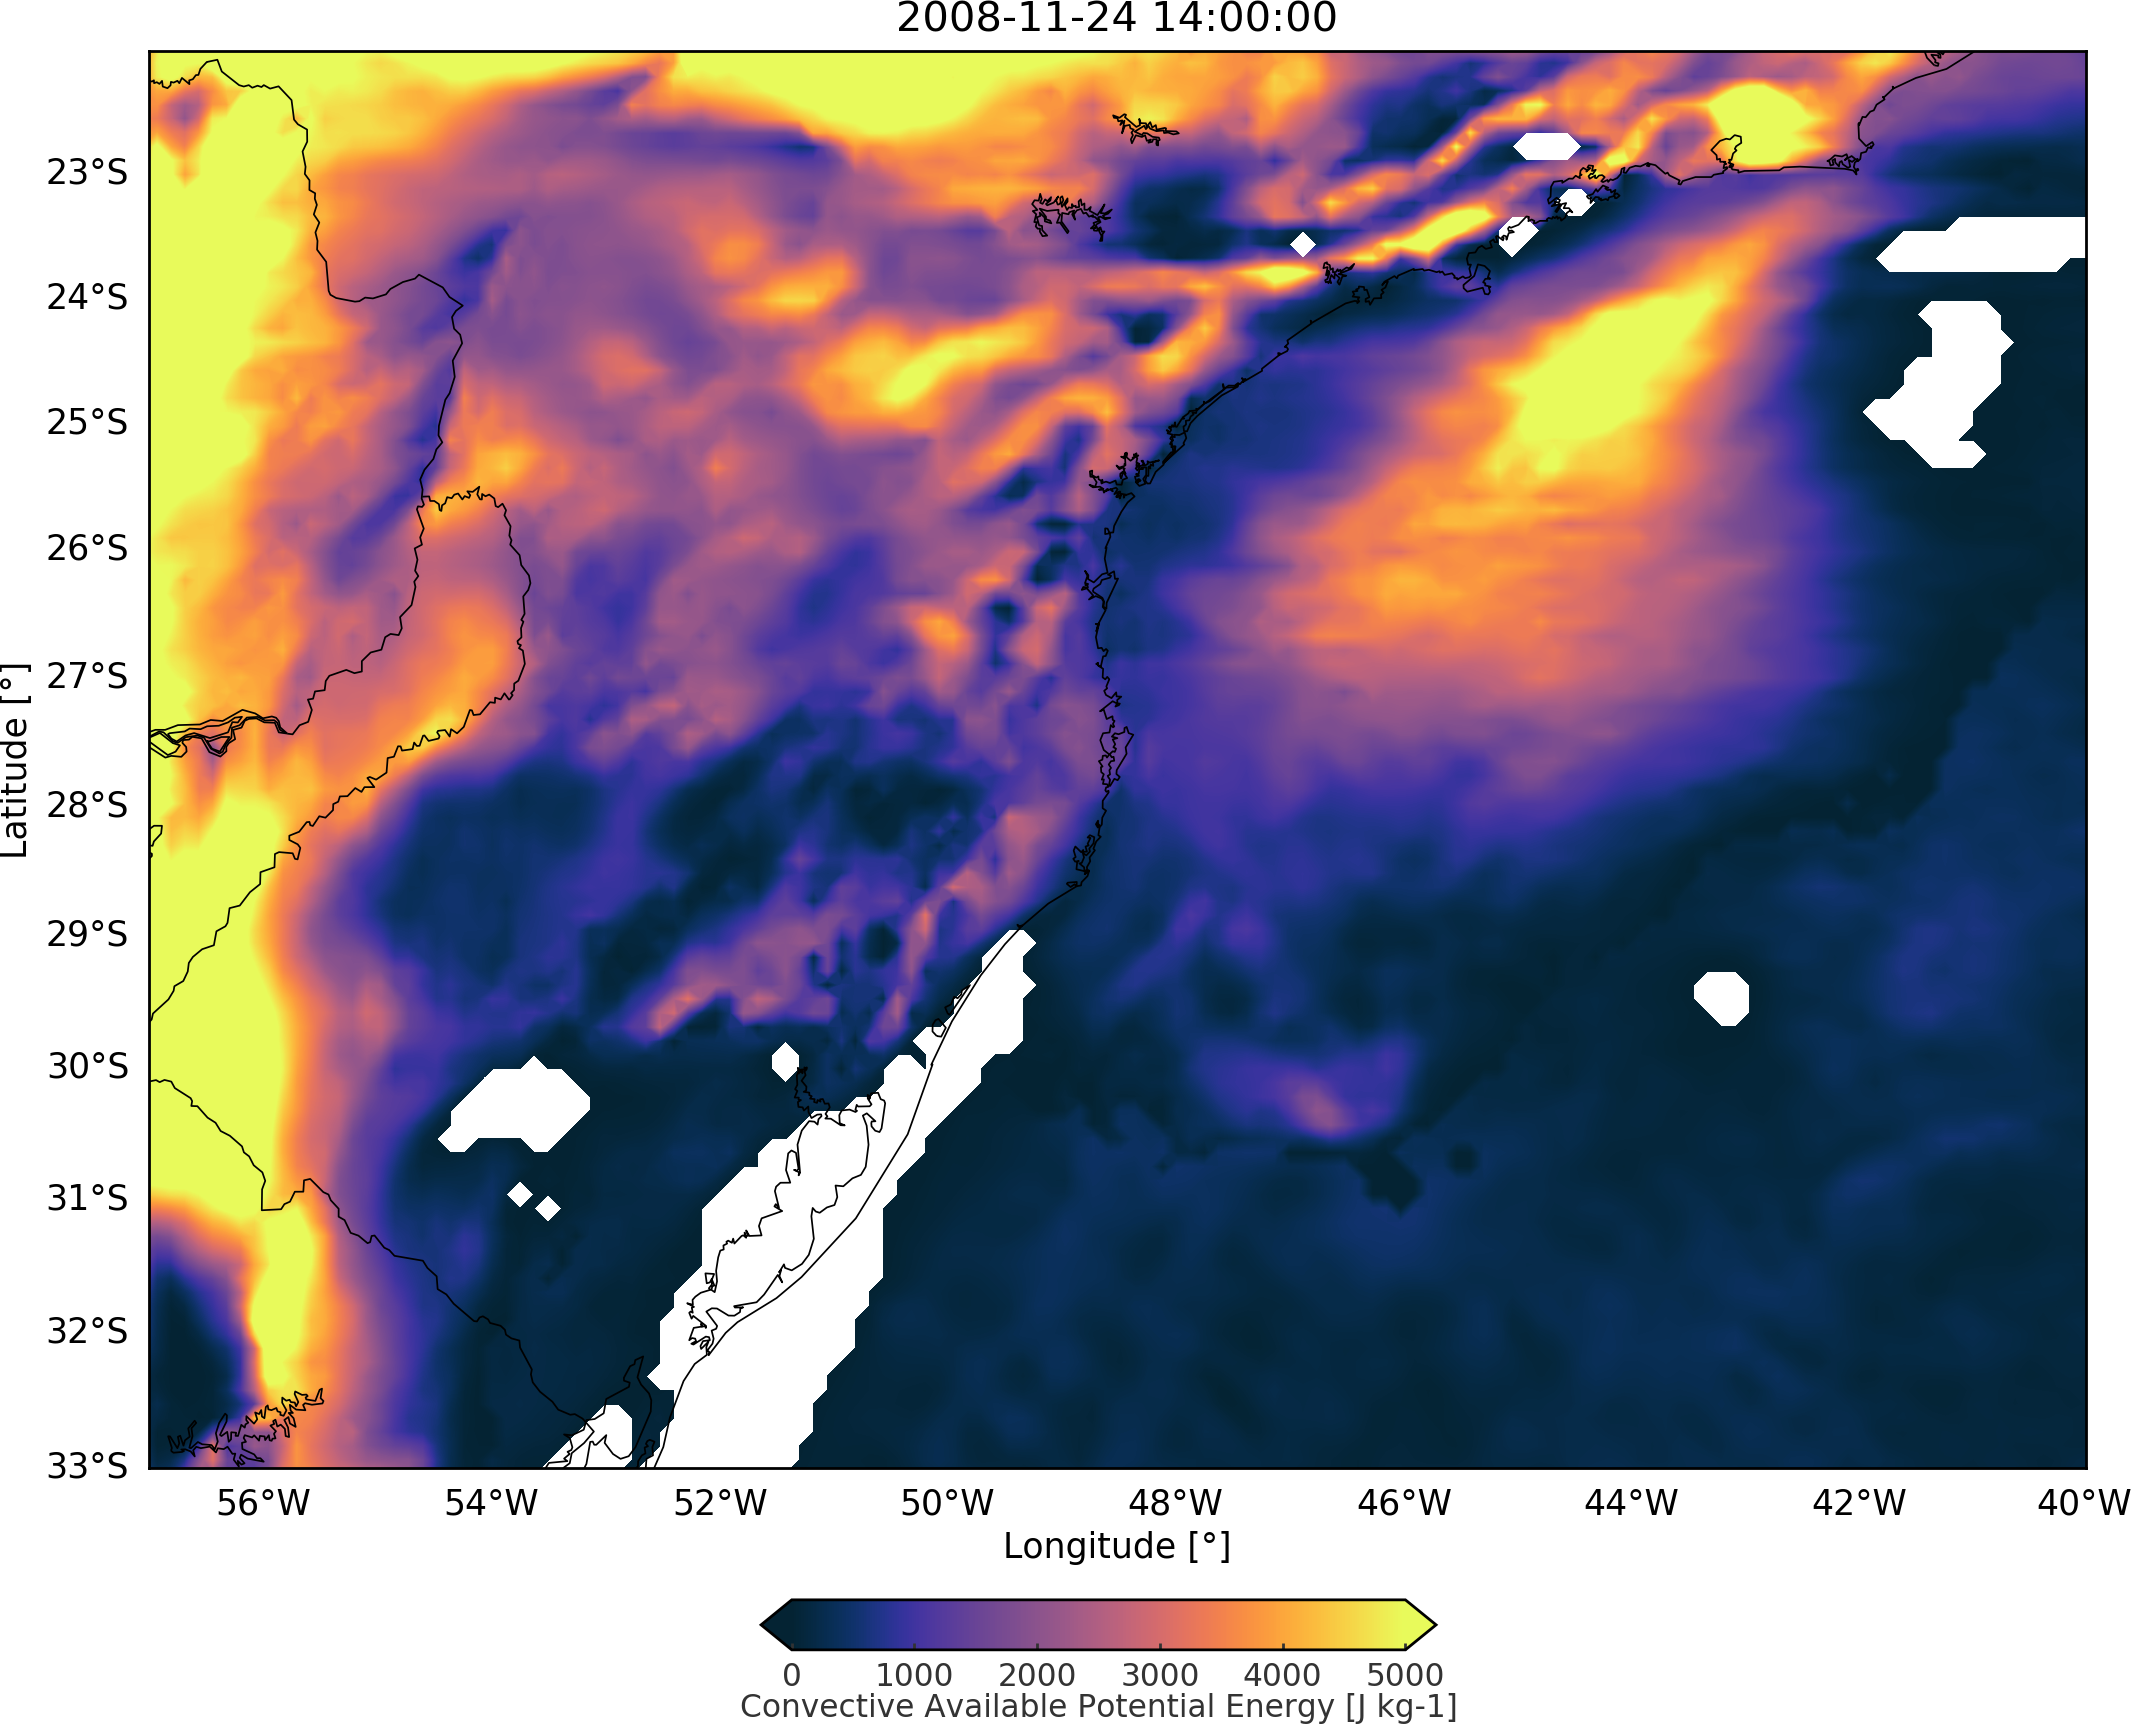 2008-11-24 14:00:00
23°S
24°S
25°S
26°S
27°S
28°S
29°S
30°S
31°S
32°S
33°S
Latitude [°]
56°W 54°W 52°W 50°W 48°W 46°W 44°W 42°W 40°W
Longitude [°]
0 1000 2000 3000 4000 5000
Convective Available Potential Energy [J kg-1]